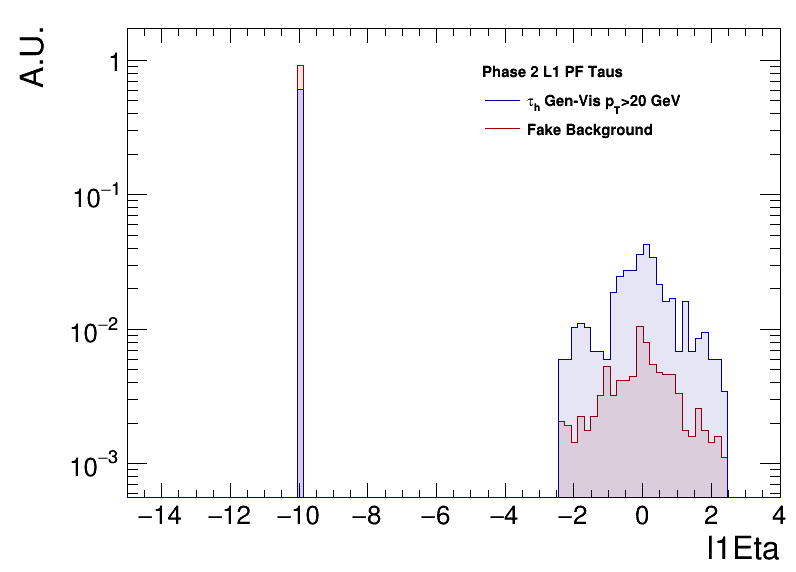 A.U.
Phase 2 L1 PF Taus
τh Gen-Vis pT>20 GeV
Fake Background
1
10−1
10−2
10−3
−14 −12 −10 −8 −6 −4 −2 0 2 4
l1Eta